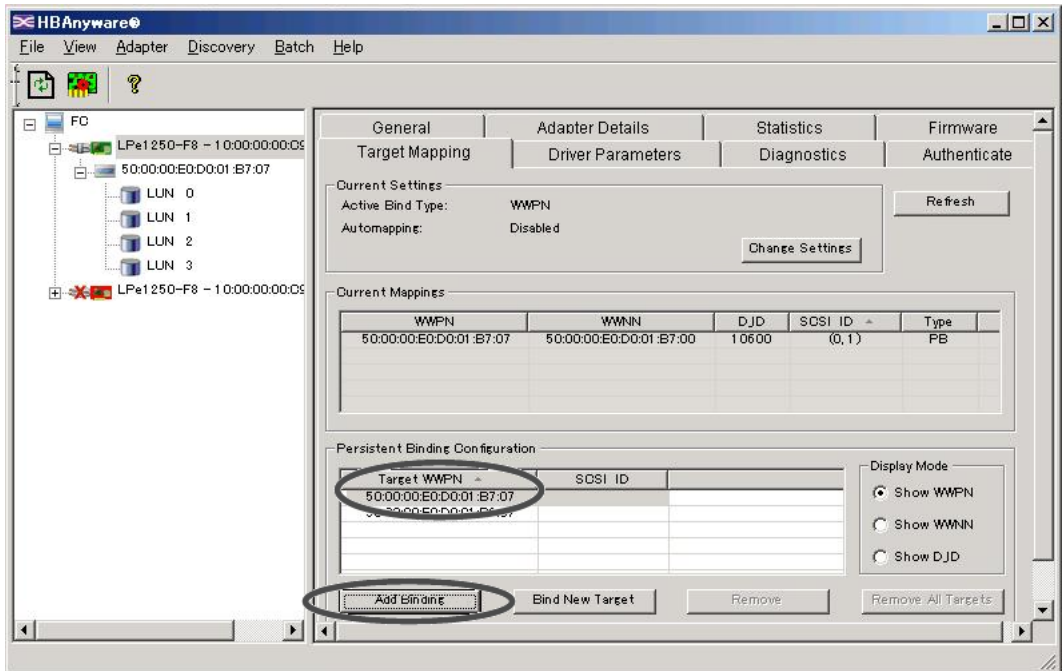 HBAnyware®
File View Adapter Discovery Batch Help
FC
LPe1250-F8 - 10:00:00:00:C9
50:00:00:E0:D0:01:B7:07
LUN 0
LUN 1
LUN 2
LUN 3
LPe1250-F8 - 10:00:00:00:C9
General Adapter Details Statistics Firmware
Target Mapping Driver Parameters Diagnostics Authenticate
Current Settings
Active Bind Type: WWPN
Automapping: Disabled
Refresh
Change Settings
Current Mappings
WWPN WWNN D_ID SCSI ID Type
50:00:00:E0:D0:01:B7:07 50:00:00:E0:D0:01:B7:00 10600 (0, 1) PB
Persistent Binding Configuration
Target WWPN SCSI ID
50:00:00:E0:D0:01:B7:07
Display Mode
Show WWPN
Show WWNN
Show D_ID
Add Binding Bind New Target Remove Remove All Targets